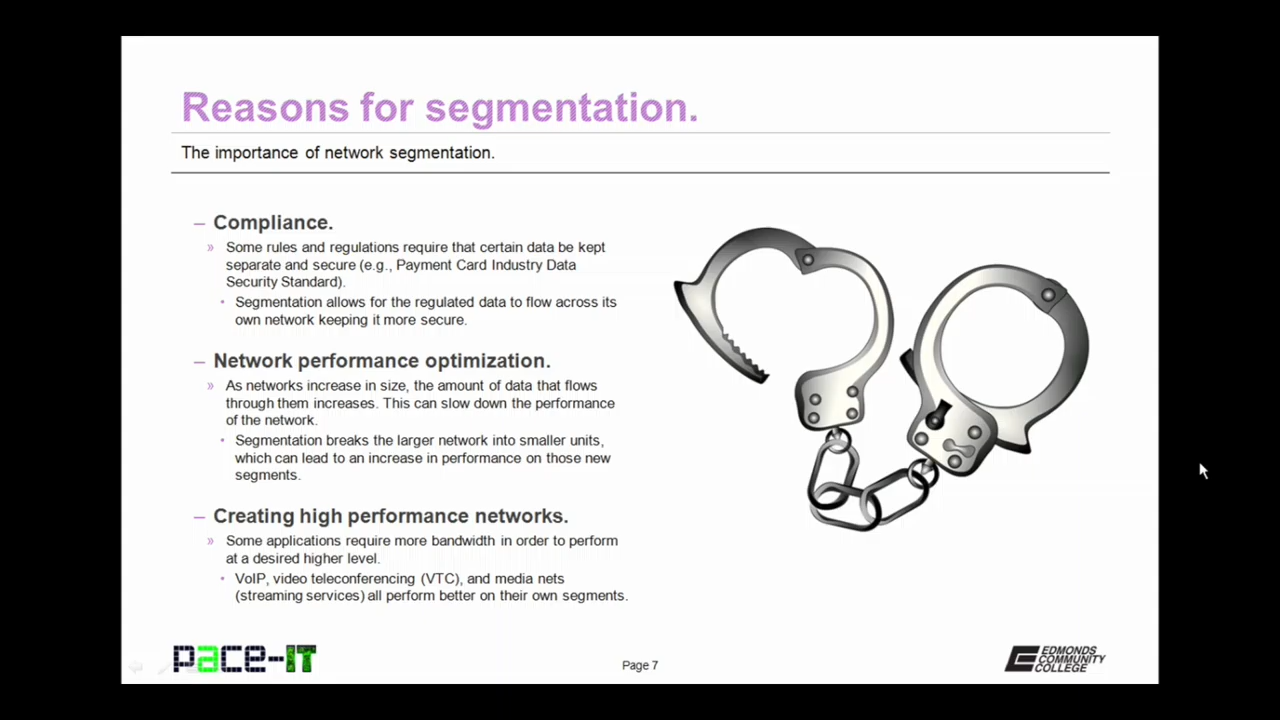 Reasons for segmentation.
The importance of network segmentation.
– Compliance.
» Some rules and regulations require that certain data be kept
separate and secure (e.g., Payment Card Industry Data
Security Standard).
• Segmentation allows for the regulated data to flow across its
own network keeping it more secure.
– Network performance optimization.
» As networks increase in size, the amount of data that flows
through them increases. This can slow down the performance
of the network.
• Segmentation breaks the larger network into smaller units,
which can lead to an increase in performance on those new
segments.
– Creating high performance networks.
» Some applications require more bandwidth in order to perform
at a desired higher level.
• VoIP, video teleconferencing (VTC), and media nets
(streaming services) all perform better on their own segments.
pace-IT
Page 7
EDMONDS
COMMUNITY
COLLEGE